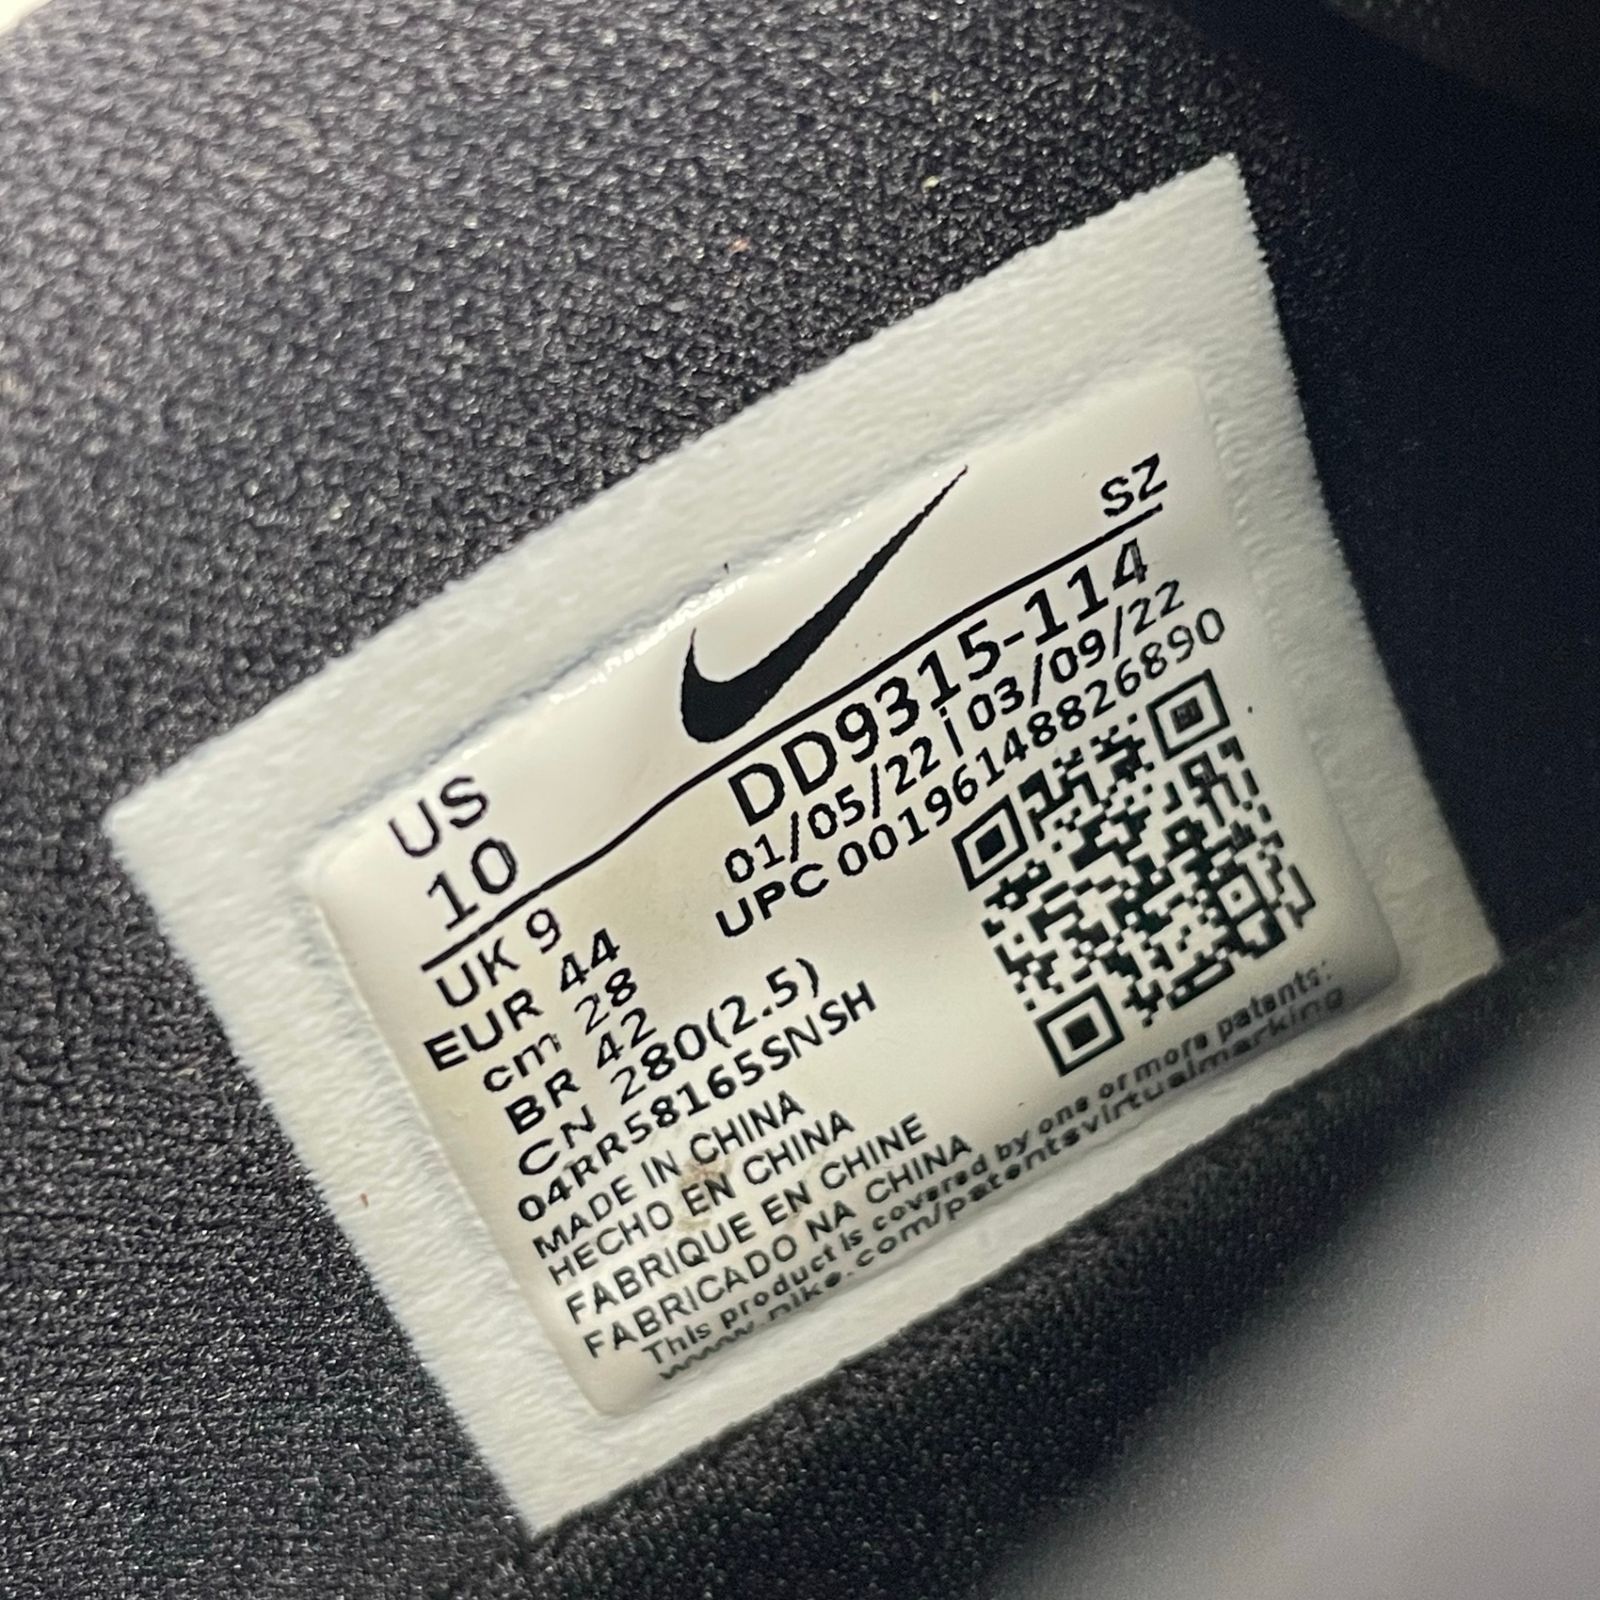 SZ
US
10
DD9315-114
01/05/22 | 03/09/22
UPC 00196148826890
UK 9
EUR 44
cm 28
BR 42
CN 280(2.5)
04RR58165SNSH
MADE IN CHINA
HECHO EN CHINA
FABRIQUE EN CHINE
FABRICADO NA CHINA
This product is covered by one or more patents:
www.nike.com/patentsvirtualmarking